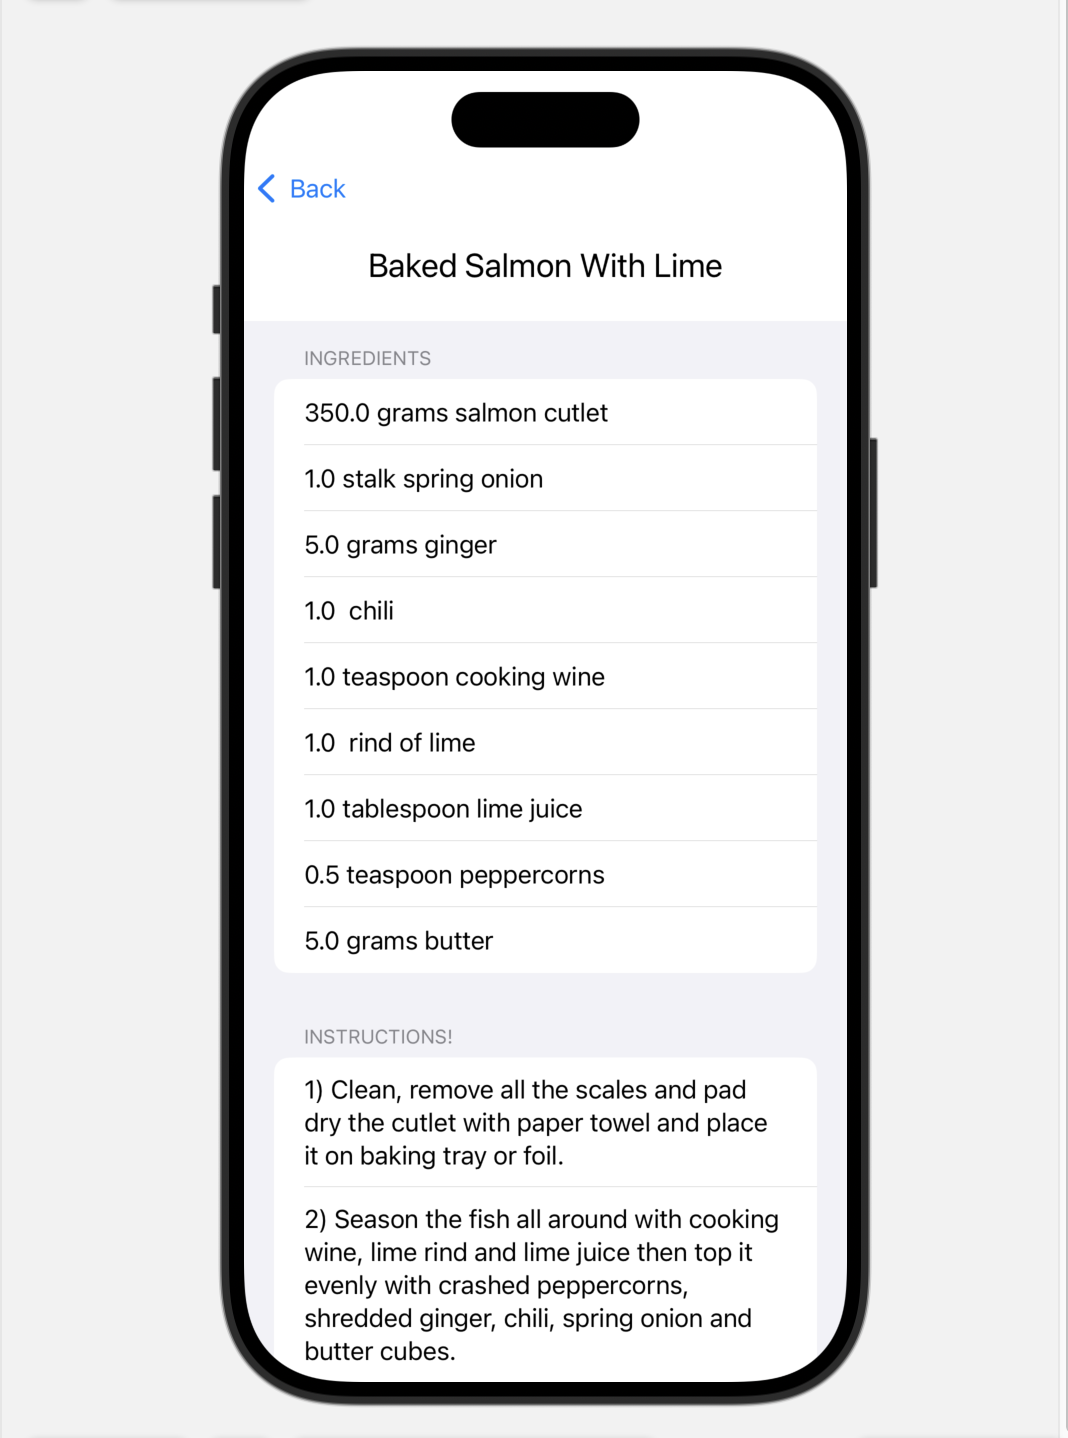 Back
Baked Salmon With Lime
INGREDIENTS
350.0 grams salmon cutlet
1.0 stalk spring onion
5.0 grams ginger
1.0  chili
1.0 teaspoon cooking wine
1.0  rind of lime
1.0 tablespoon lime juice
0.5 teaspoon peppercorns
5.0 grams butter
INSTRUCTIONS!
1) Clean, remove all the scales and pad
dry the cutlet with paper towel and place
it on baking tray or foil.
2) Season the fish all around with cooking
wine, lime rind and lime juice then top it
evenly with crashed peppercorns,
shredded ginger, chili, spring onion and
butter cubes.